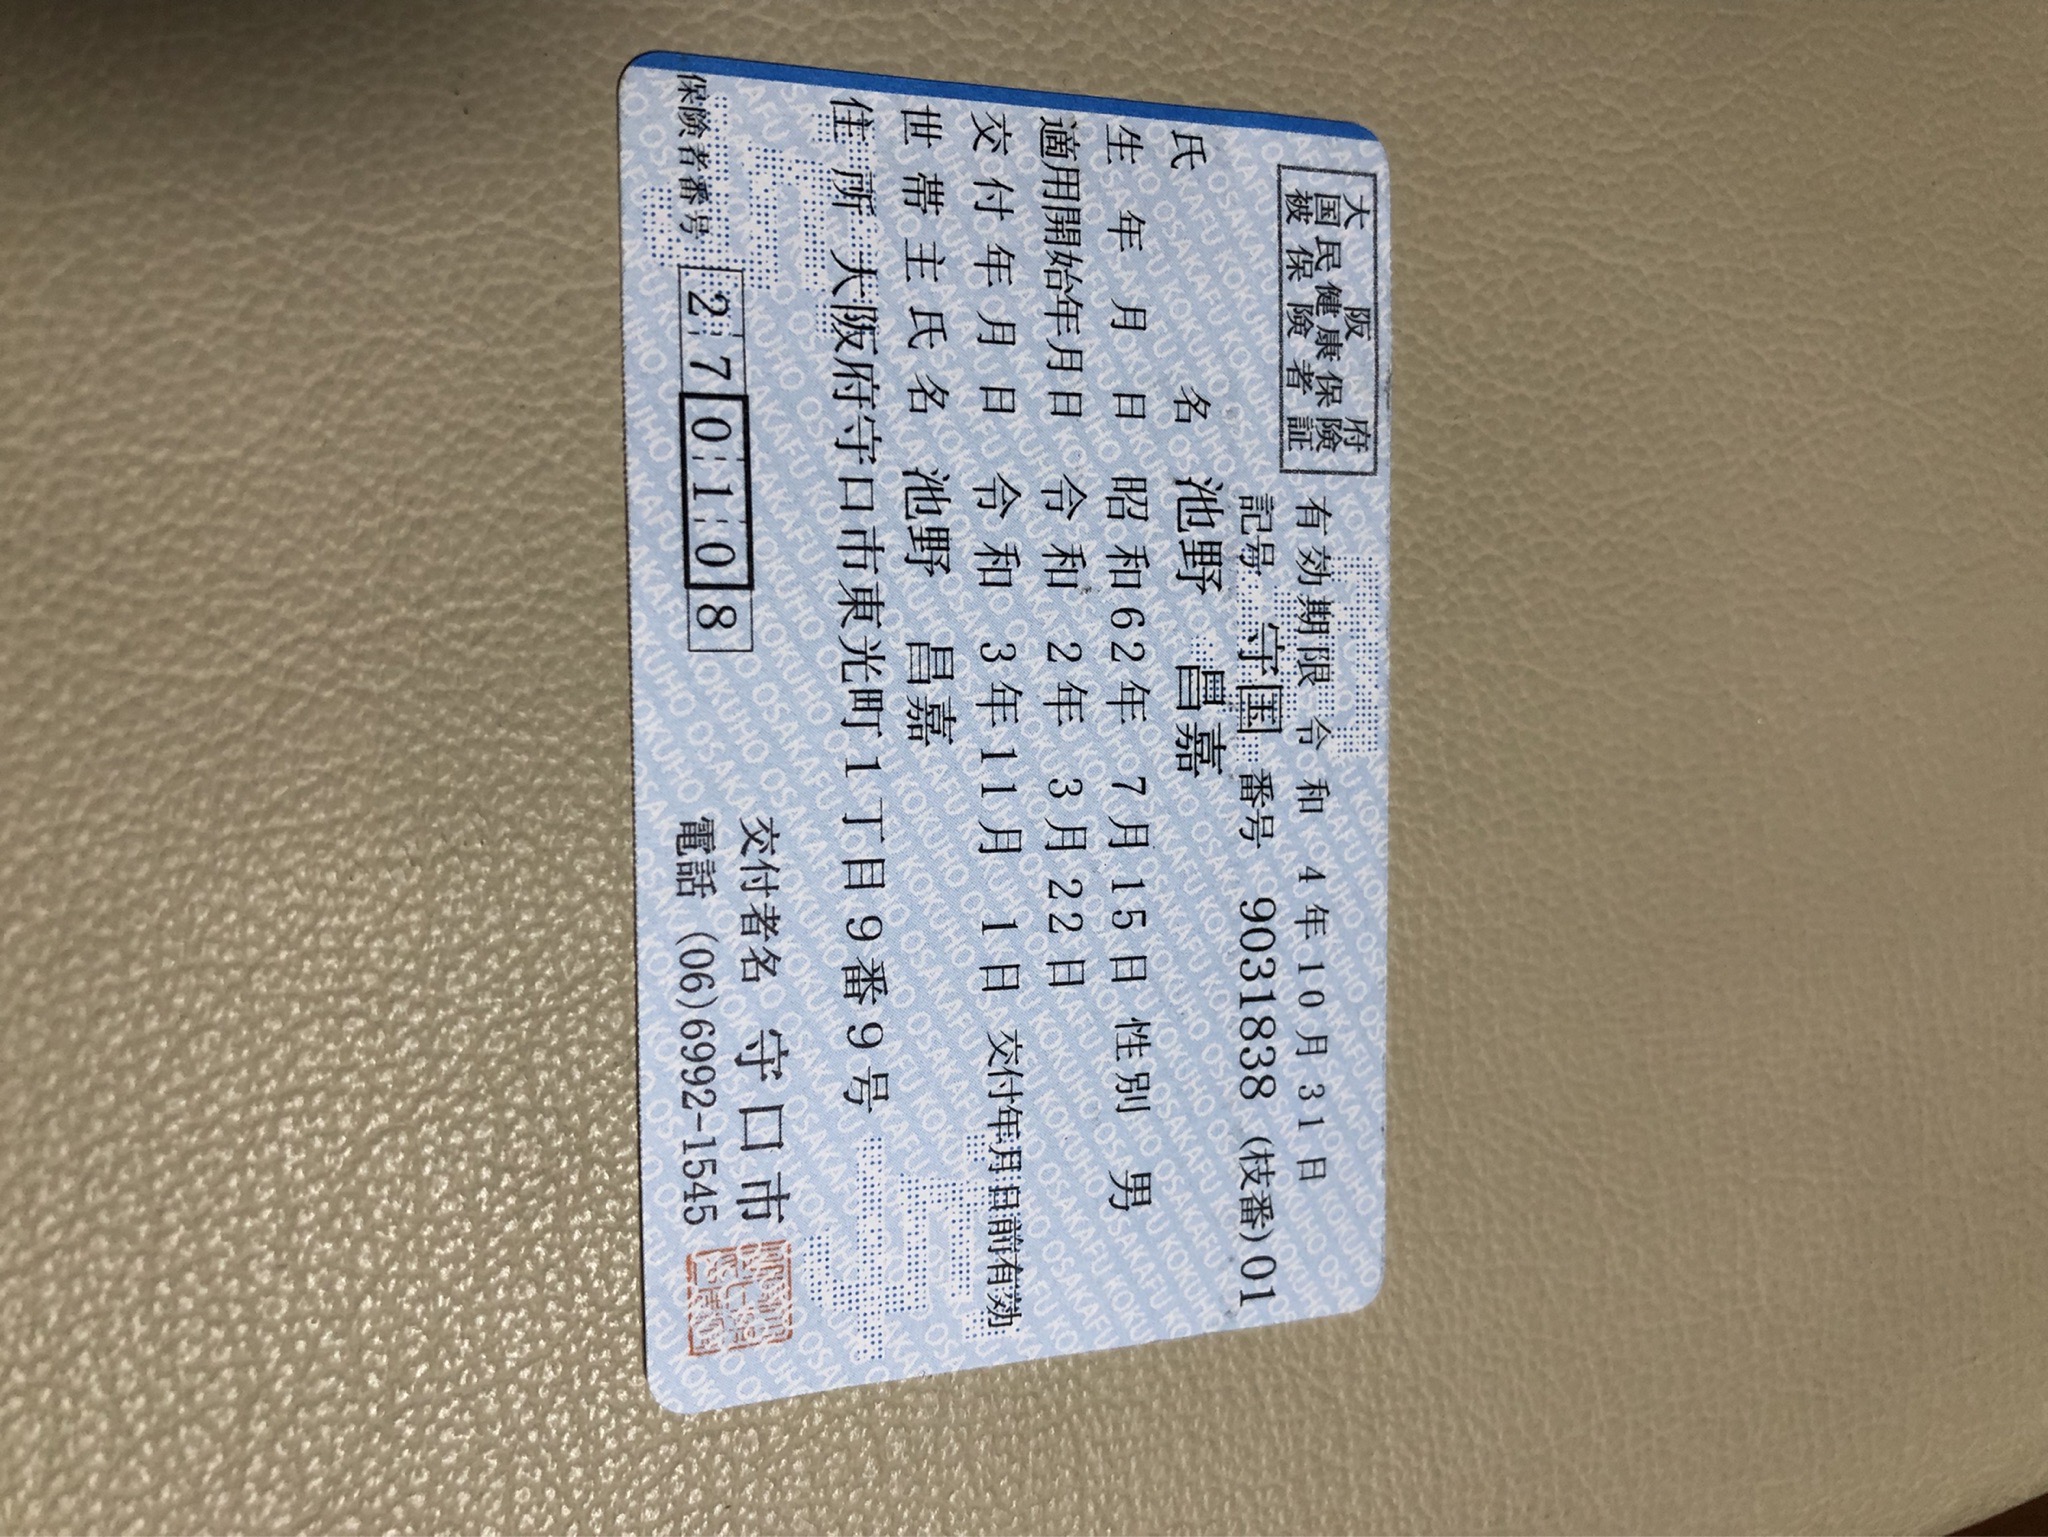 大阪府
国民健康保険
被保険者証
有効期限 令和 4年10月31日
記号 守国 番号 90318838 (枝番)01
氏名 池野 昌嘉
生年月日 昭和62年 7月15日 性別 男
適用開始年月日 令和 2年 3月22日
交付年月日 令和 3年11月 1日 交付年月日前有効
世帯主氏名 池野 昌嘉
住所 大阪府守口市東光町1丁目9番9号
保険者番号 270108
交付者名 守口市
電話 (06)6992-1545